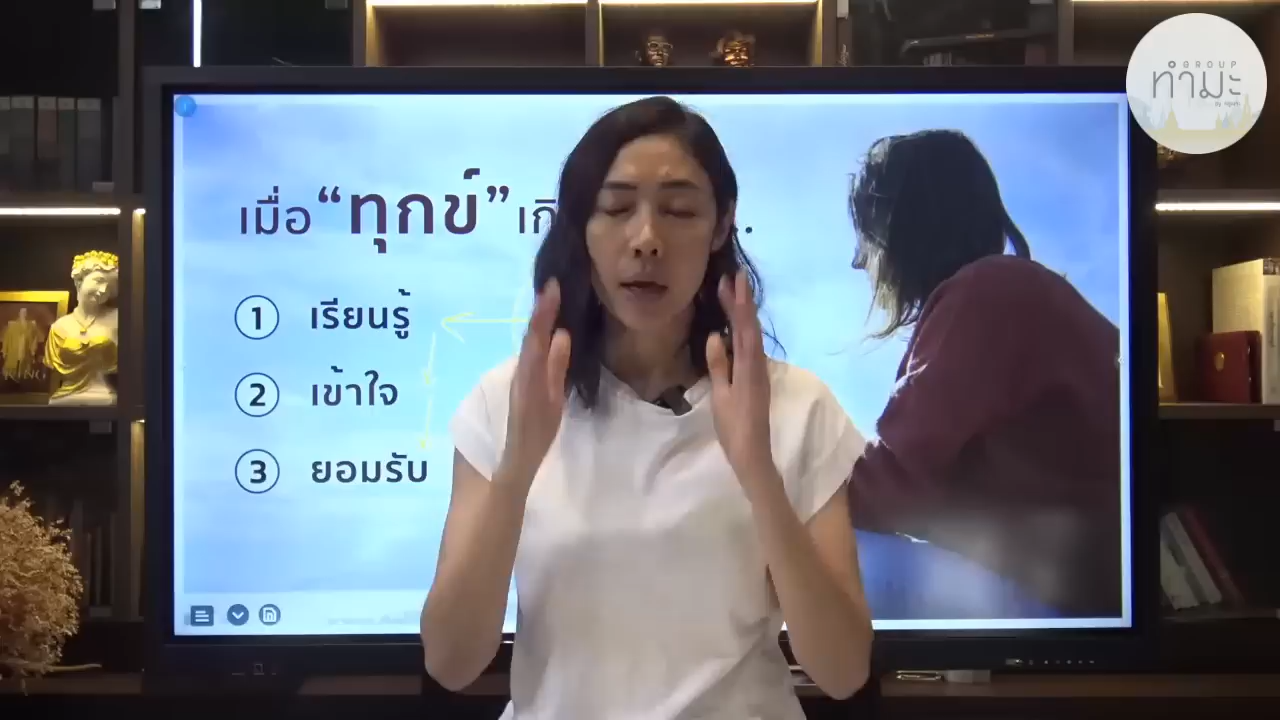 เมื่อ “ทุกข์” เกิ .
1 เรียนรู้
2 เข้าใจ
3 ยอมรับ
GROUP
ทำมะ
KING